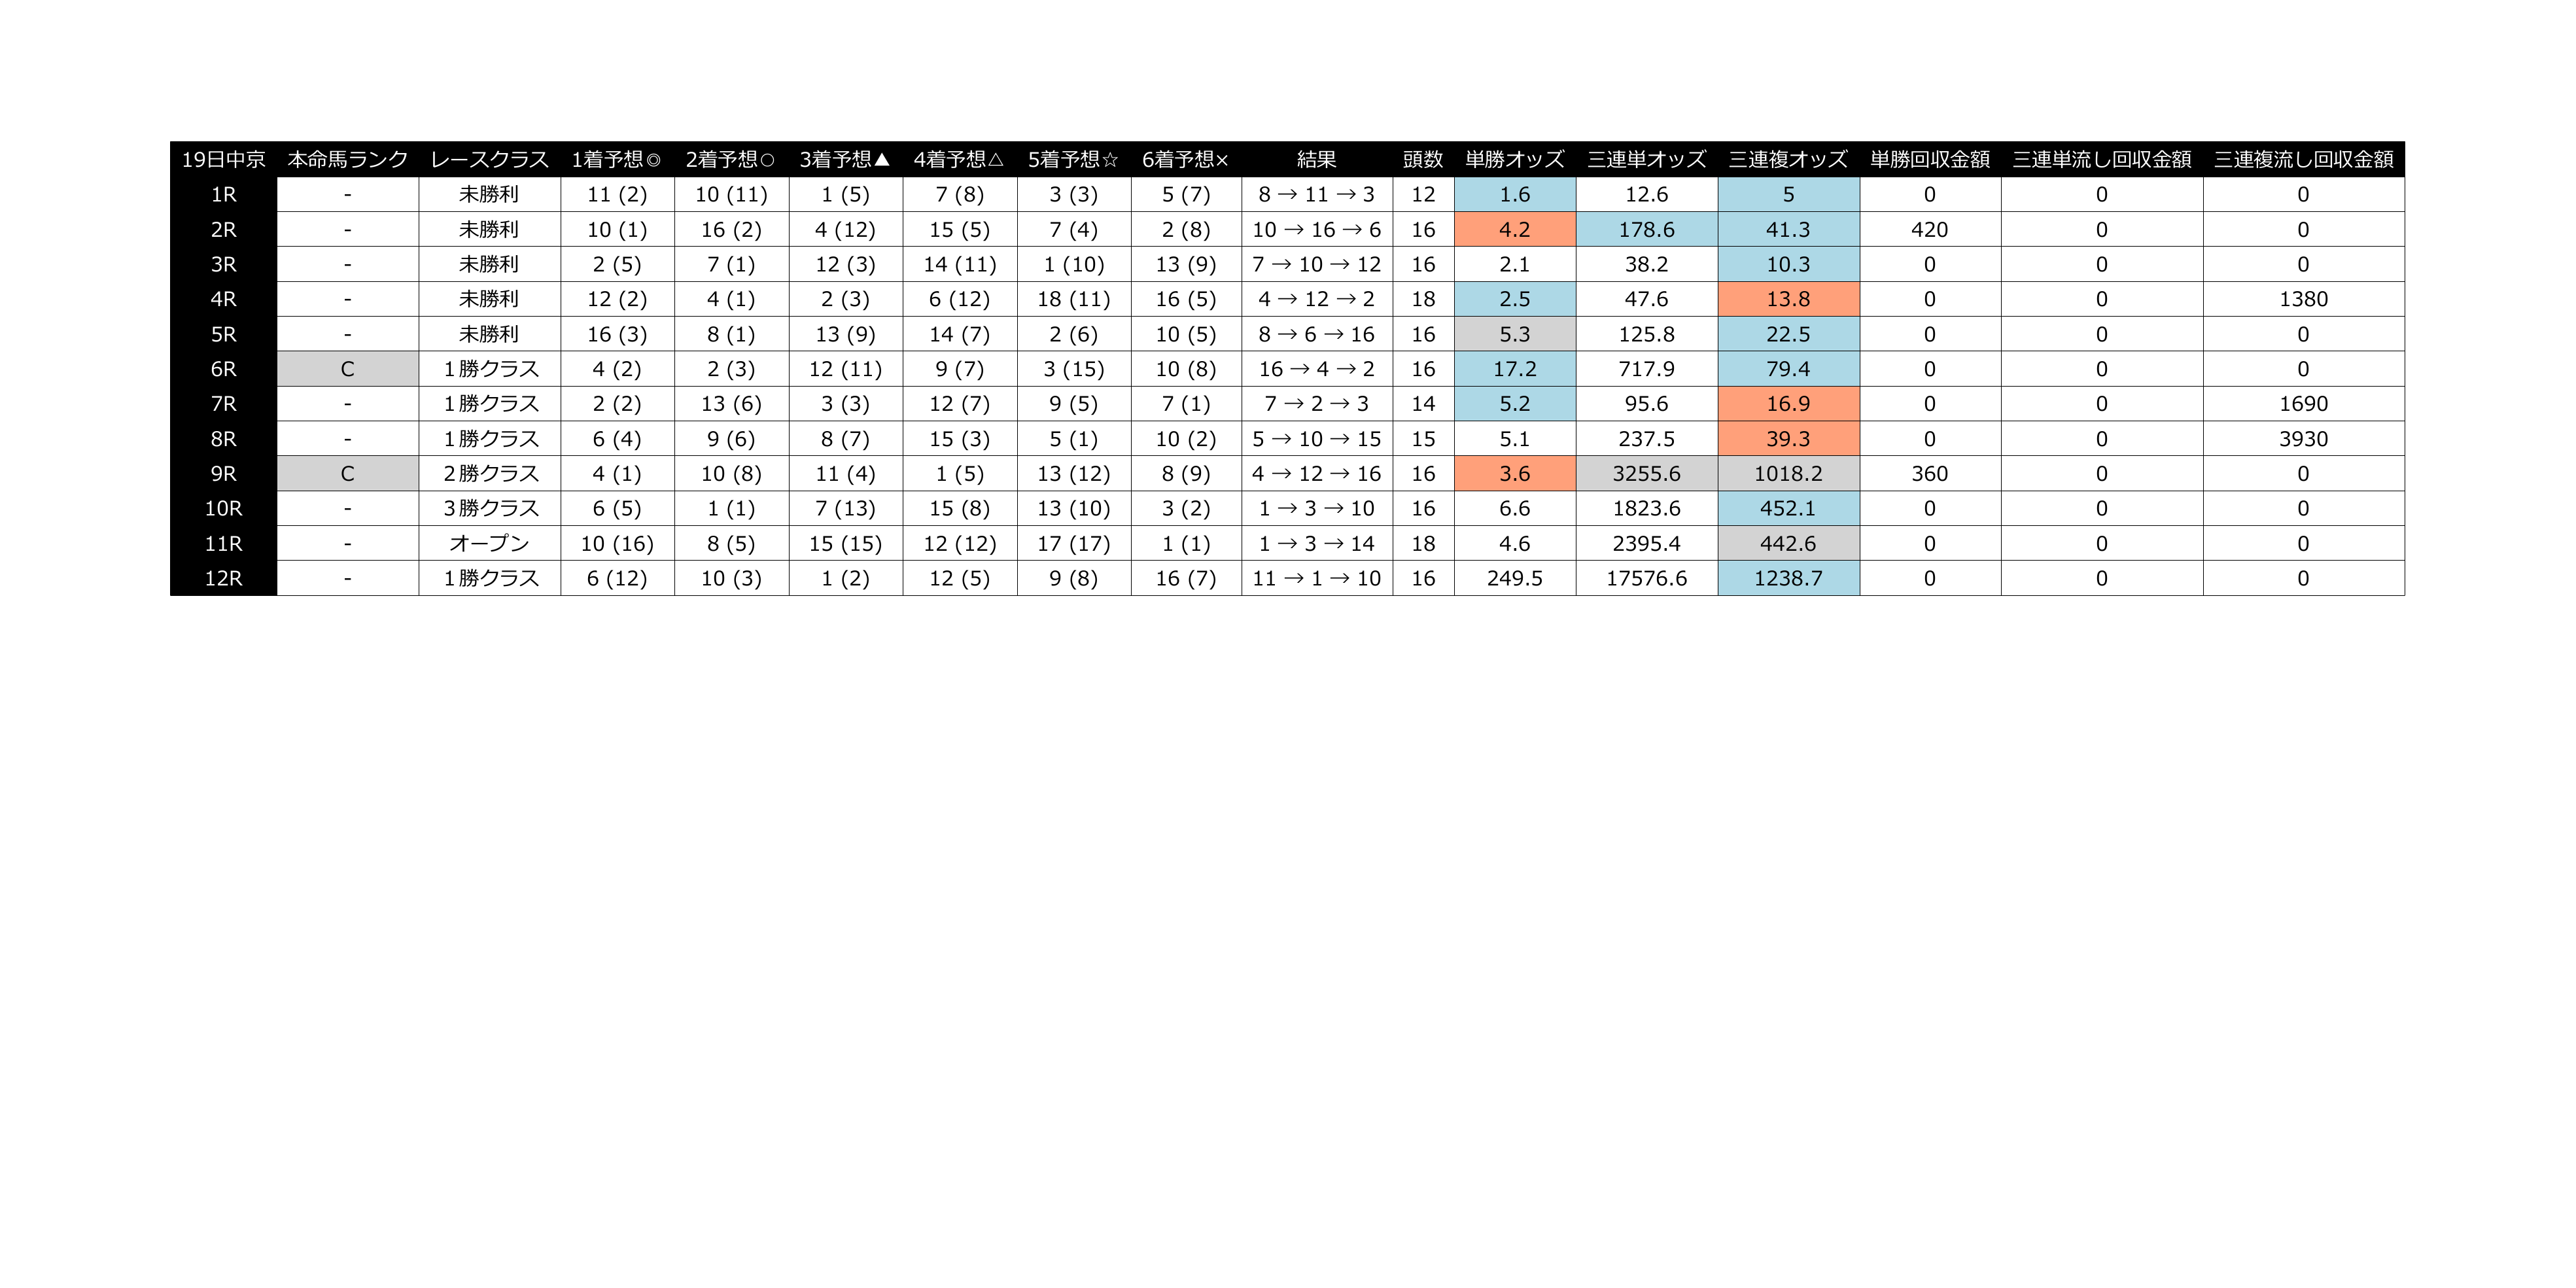 19日中京 本命馬ランク レースクラス 1着予想◎ 2着予想○ 3着予想▲ 4着予想△ 5着予想☆ 6着予想× 結果 頭数 単勝オッズ 三連単オッズ 三連複オッズ 単勝回収金額 三連単流し回収金額 三連複流し回収金額
1R - 未勝利 11 (2) 10 (11) 1 (5) 7 (8) 3 (3) 5 (7) 8 → 11 → 3 12 1.6 12.6 5 0 0 0
2R - 未勝利 10 (1) 16 (2) 4 (12) 15 (5) 7 (4) 2 (8) 10 → 16 → 6 16 4.2 178.6 41.3 420 0 0
3R - 未勝利 2 (5) 7 (1) 12 (3) 14 (11) 1 (10) 13 (9) 7 → 10 → 12 16 2.1 38.2 10.3 0 0 0
4R - 未勝利 12 (2) 4 (1) 2 (3) 6 (12) 18 (11) 16 (5) 4 → 12 → 2 18 2.5 47.6 13.8 0 0 1380
5R - 未勝利 16 (3) 8 (1) 13 (9) 14 (7) 2 (6) 10 (5) 8 → 6 → 16 16 5.3 125.8 22.5 0 0 0
6R C 1勝クラス 4 (2) 2 (3) 12 (11) 9 (7) 3 (15) 10 (8) 16 → 4 → 2 16 17.2 717.9 79.4 0 0 0
7R - 1勝クラス 2 (2) 13 (6) 3 (3) 12 (7) 9 (5) 7 (1) 7 → 2 → 3 14 5.2 95.6 16.9 0 0 1690
8R - 1勝クラス 6 (4) 9 (6) 8 (7) 15 (3) 5 (1) 10 (2) 5 → 10 → 15 15 5.1 237.5 39.3 0 0 3930
9R C 2勝クラス 4 (1) 10 (8) 11 (4) 1 (5) 13 (12) 8 (9) 4 → 12 → 16 16 3.6 3255.6 1018.2 360 0 0
10R - 3勝クラス 6 (5) 1 (1) 7 (13) 15 (8) 13 (10) 3 (2) 1 → 3 → 10 16 6.6 1823.6 452.1 0 0 0
11R - オープン 10 (16) 8 (5) 15 (15) 12 (12) 17 (17) 1 (1) 1 → 3 → 14 18 4.6 2395.4 442.6 0 0 0
12R - 1勝クラス 6 (12) 10 (3) 1 (2) 12 (5) 9 (8) 16 (7) 11 → 1 → 10 16 249.5 17576.6 1238.7 0 0 0